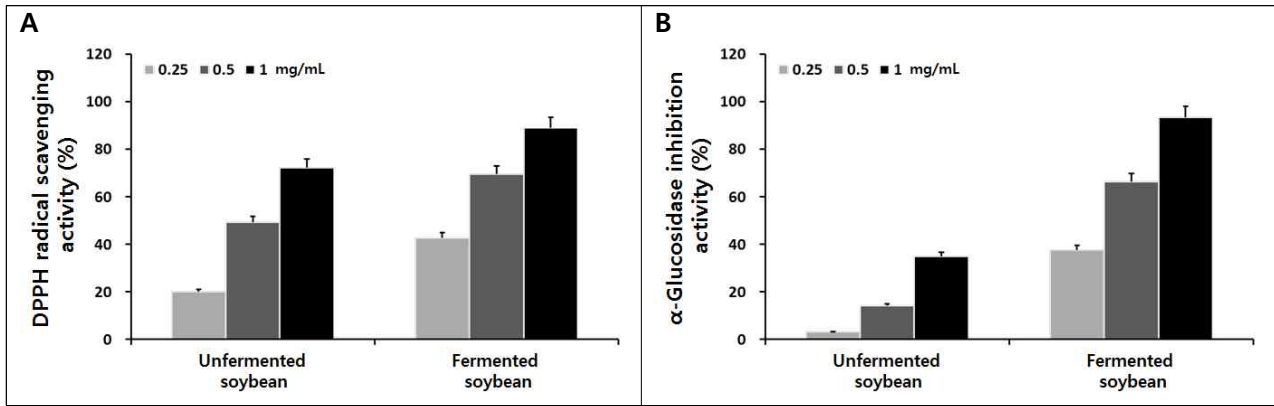 A
DPPH radical scavenging
activity (%)
120
100
80
60
40
20
0
0.25 0.5 1 mg/mL
Unfermented
soybean
Fermented
soybean
B
α-Glucosidase inhibition
activity (%)
120
100
80
60
40
20
0
0.25 0.5 1 mg/mL
Unfermented
soybean
Fermented
soybean